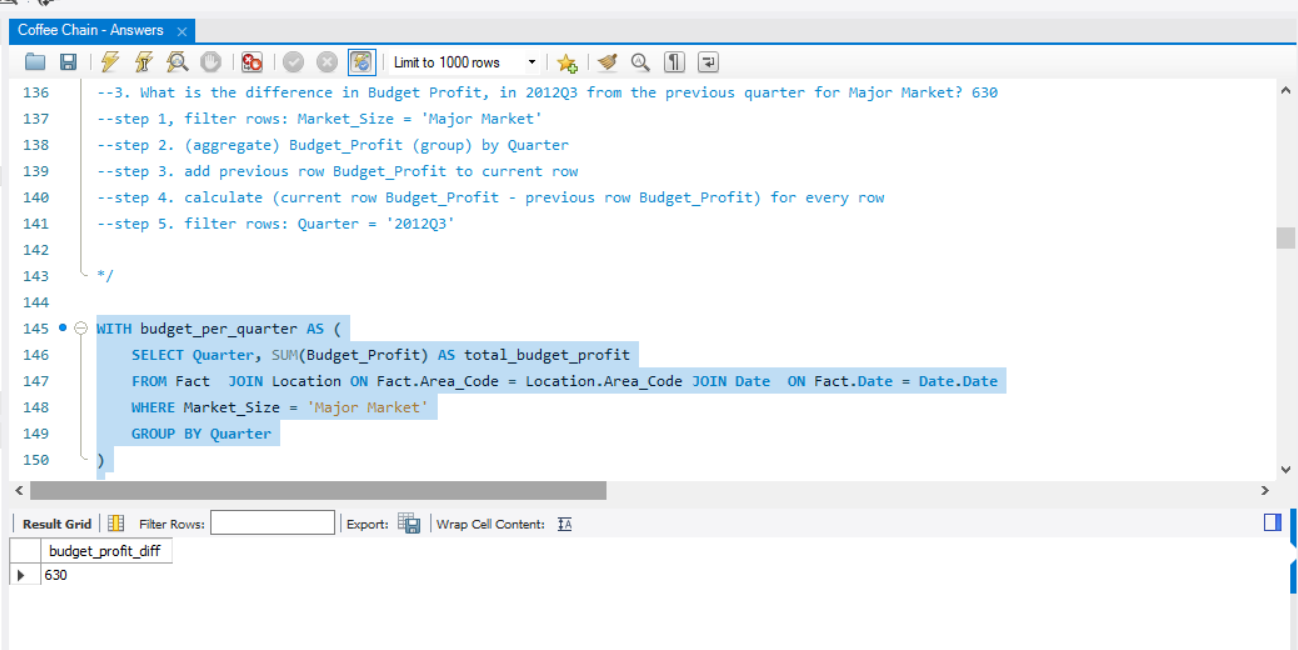 Coffee Chain - Answers
Limit to 1000 rows
136 --3. What is the difference in Budget Profit, in 2012Q3 from the previous quarter for Major Market? 630
137 --step 1, filter rows: Market_Size = 'Major Market'
138 --step 2. (aggregate) Budget_Profit (group) by Quarter
139 --step 3. add previous row Budget_Profit to current row
140 --step 4. calculate (current row Budget_Profit - previous row Budget_Profit) for every row
141 --step 5. filter rows: Quarter = '2012Q3'
142
143 */
144
145 WITH budget_per_quarter AS (
146 SELECT Quarter, SUM(Budget_Profit) AS total_budget_profit
147 FROM Fact  JOIN Location ON Fact.Area_Code = Location.Area_Code JOIN Date  ON Fact.Date = Date.Date
148 WHERE Market_Size = 'Major Market'
149 GROUP BY Quarter
150 )
Result Grid Filter Rows: Export: Wrap Cell Content:
budget_profit_diff
630